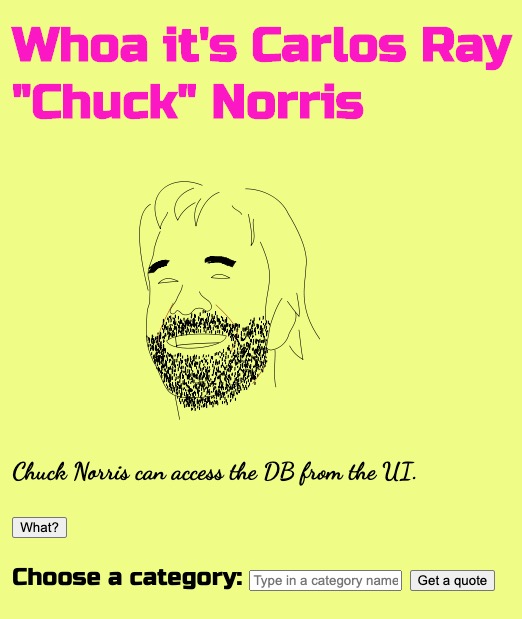 Whoa it's Carlos Ray
"Chuck" Norris
Chuck Norris can access the DB from the UI.
What?
Choose a category: Type in a category name Get a quote